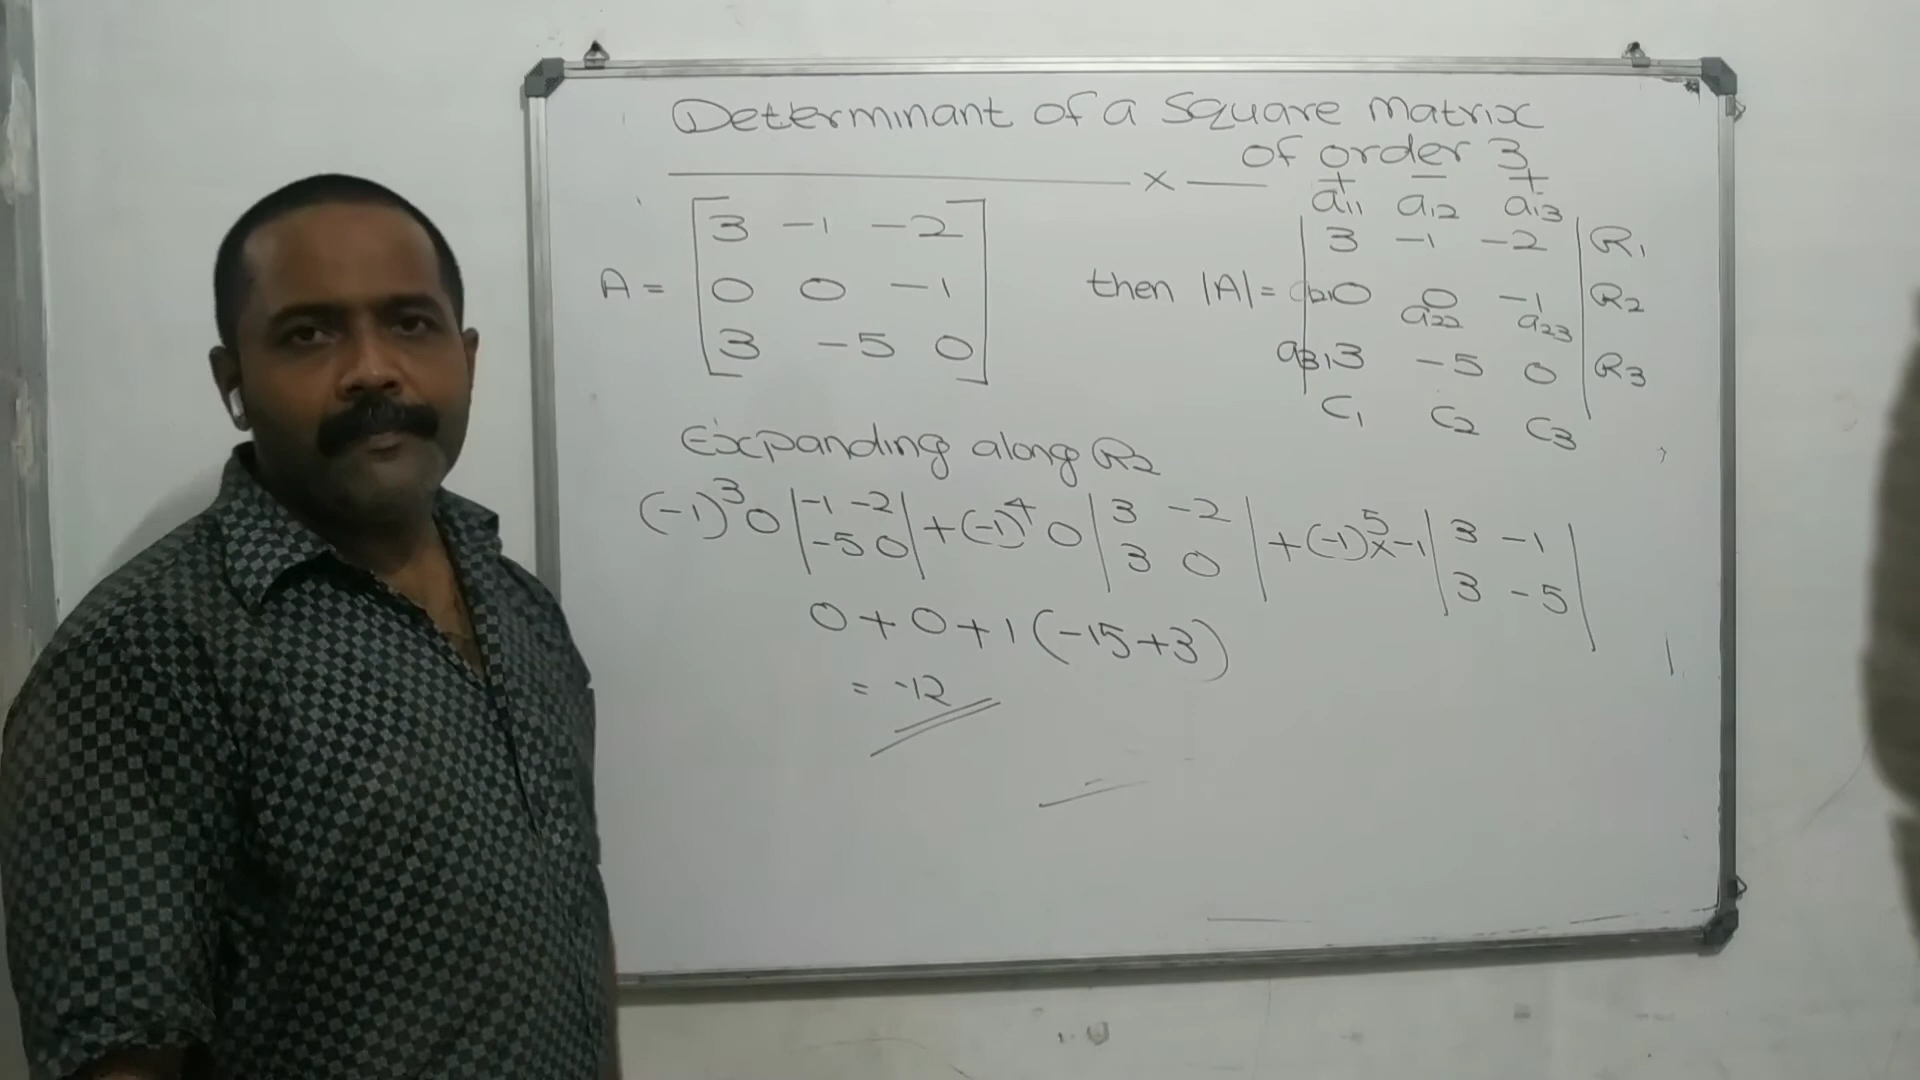 Determinant of a square matrix
of order 3
x
+ - +
a11 a12 a13
3 -1 -2
0 0 -1
3 -5 0
A =
then |A| =
3 -1 -2 R1
a21 0 0 -1 R2
a22 a23
a31 3 -5 0 R3
C1 C2 C3
Expanding along R2
(-1)³ 0 |-1 -2| + (-1)⁴ 0 |3 -2| + (-1)⁵ x -1 |3 -1|
|-5 0| |3 0| |3 -5|
0 + 0 + 1 (-15+3)
= -12